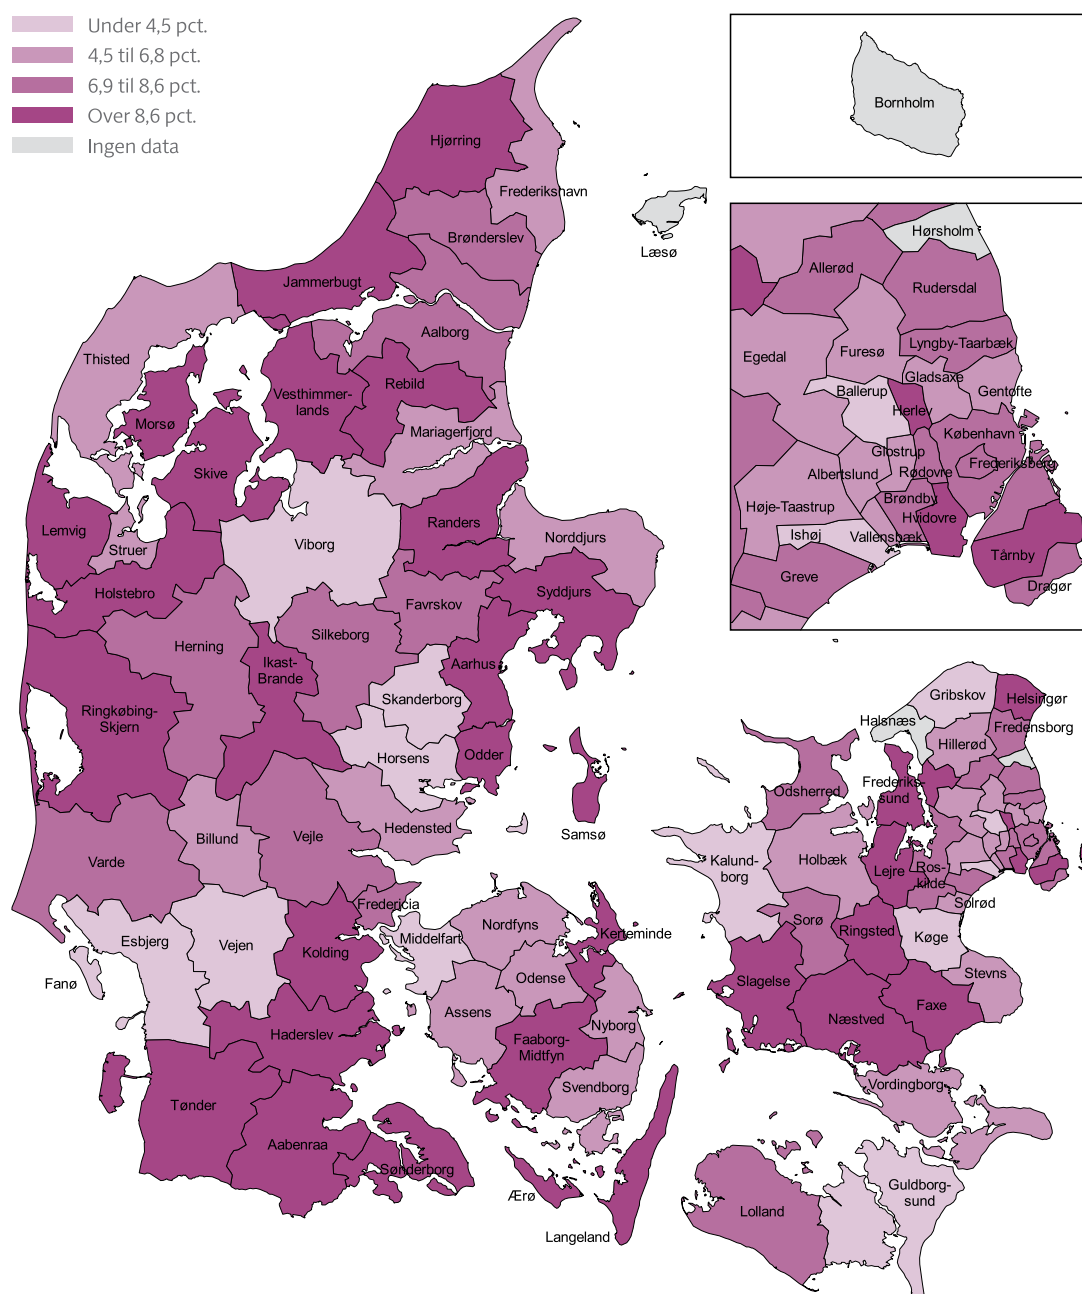 Under 4,5 pct.
4,5 til 6,8 pct.
6,9 til 8,6 pct.
Over 8,6 pct.
Ingen data
Hjørring
Frederikshavn
Brønderslev
Læsø
Jammerbugt
Aalborg
Thisted
Rebild
Vesthimmer-
lands
Morsø
Mariagerfjord
Skive
Lemvig
Randers
Struer
Viborg
Norddjurs
Holstebro
Syddjurs
Favrskov
Silkeborg
Herning
Ikast-
Brande
Aarhus
Skanderborg
Ringkøbing-
Skjern
Horsens
Odder
Samsø
Billund
Vejle
Hedensted
Varde
Fredericia
Esbjerg
Vejen
Kolding
Middelfart
Nordfyns
Kerteminde
Fanø
Odense
Assens
Nyborg
Haderslev
Faaborg-
Midtfyn
Svendborg
Tønder
Aabenraa
Sønderborg
Ærø
Langeland
Bornholm
Hørsholm
Allerød
Rudersdal
Egedal
Furesø
Lyngby-Taarbæk
Gladsaxe
Ballerup
Gentofte
Herlev
København
Glostrup
Frederiksberg
Albertslund
Rødovre
Brøndby
Høje-Taastrup
Hvidovre
Ishøj
Vallensbæk
Tårnby
Greve
Dragør
Gribskov
Helsingør
Halsnæs
Fredensborg
Hillerød
Frederiks-
sund
Odsherred
Kalund-
borg
Holbæk
Lejre
Ros-
kilde
Solrød
Sorø
Ringsted
Køge
Slagelse
Stevns
Næstved
Faxe
Vordingborg
Guldborg-
sund
Lolland